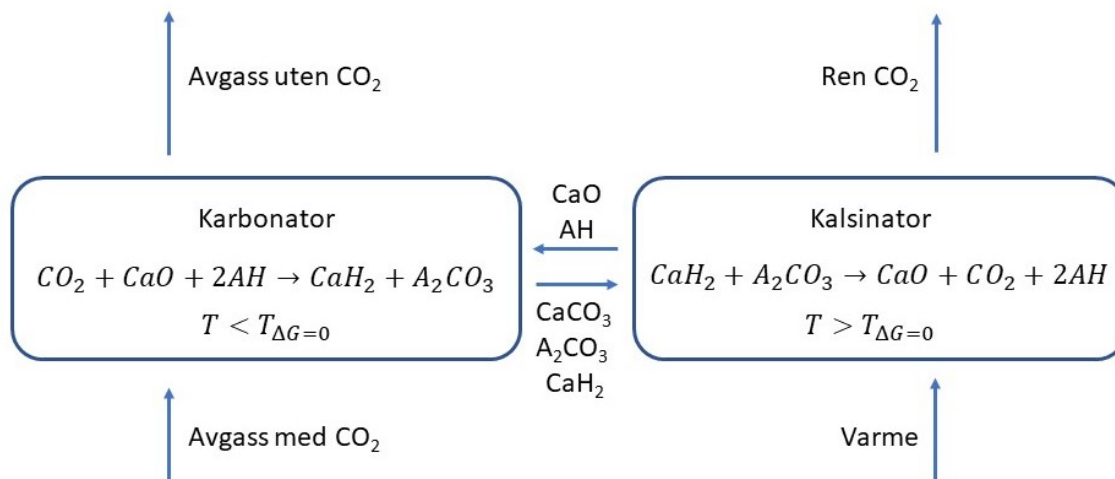 Avgass uten CO₂
Ren CO₂
Karbonator
CO₂ + CaO + 2AH → CaH₂ + A₂CO₃
T < T_ΔG=0
CaO
AH
CaCO₃
A₂CO₃
CaH₂
Kalsinator
CaH₂ + A₂CO₃ → CaO + CO₂ + 2AH
T > T_ΔG=0
Avgass med CO₂
Varme